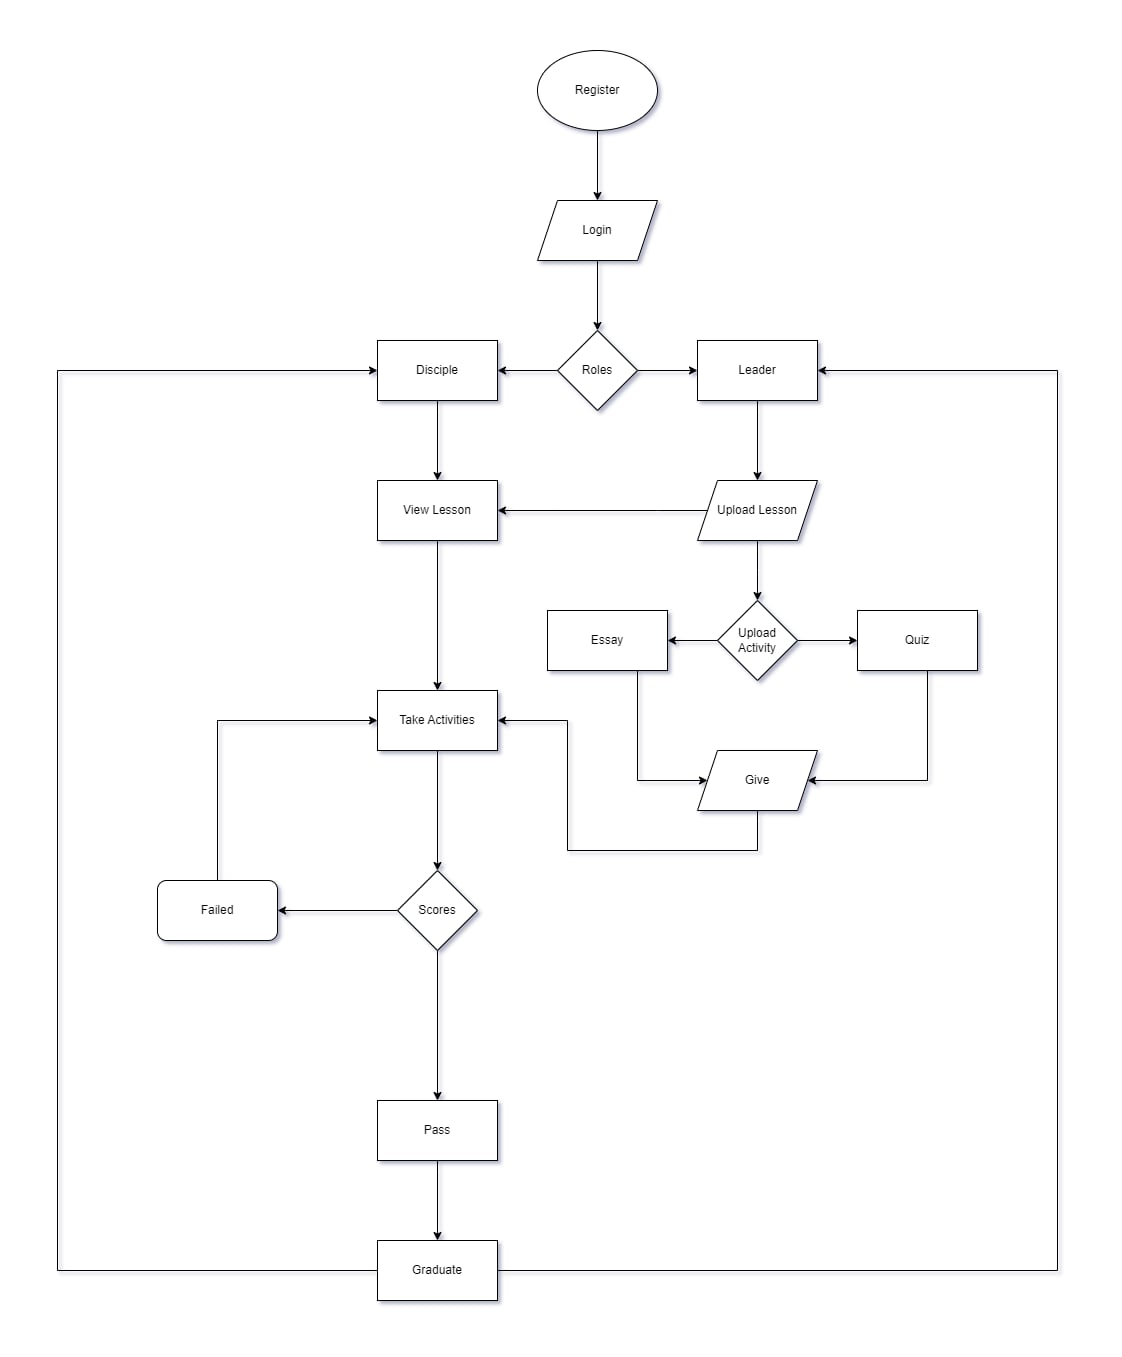 Register
Login
Disciple
Roles
Leader
View Lesson
Upload Lesson
Essay
Upload
Activity
Quiz
Take Activities
Give
Failed
Scores
Pass
Graduate